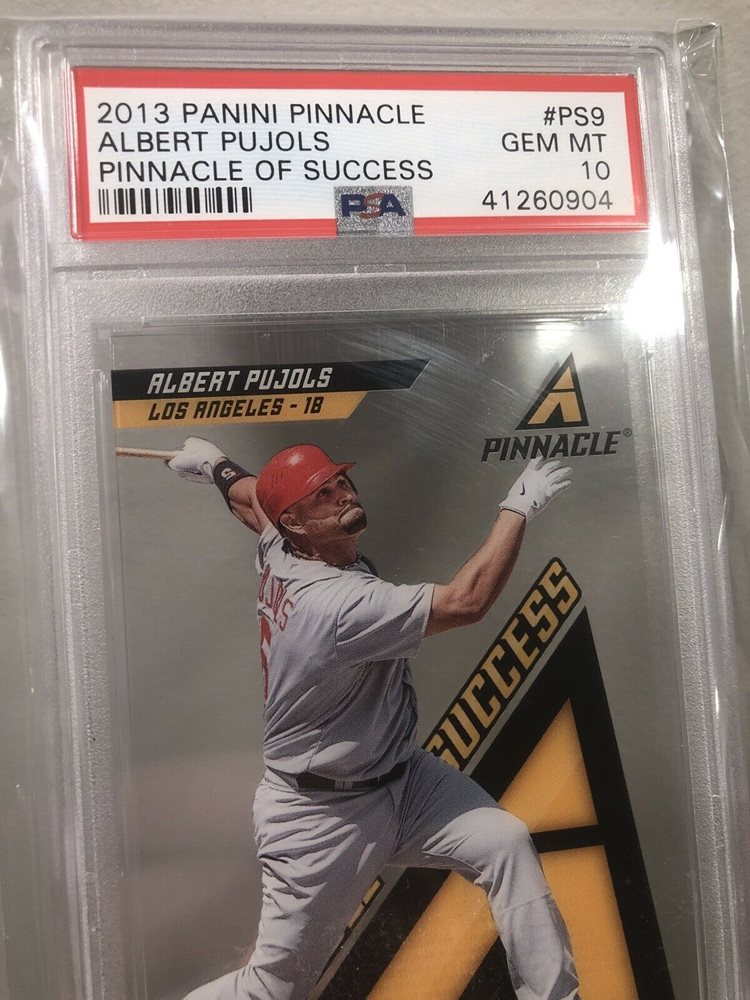 2013 PANINI PINNACLE #PS9
ALBERT PUJOLS GEM MT
PINNACLE OF SUCCESS 10
PSA 41260904
ALBERT PUJOLS
LOS ANGELES - 18
PINNACLE®
SUCCESS